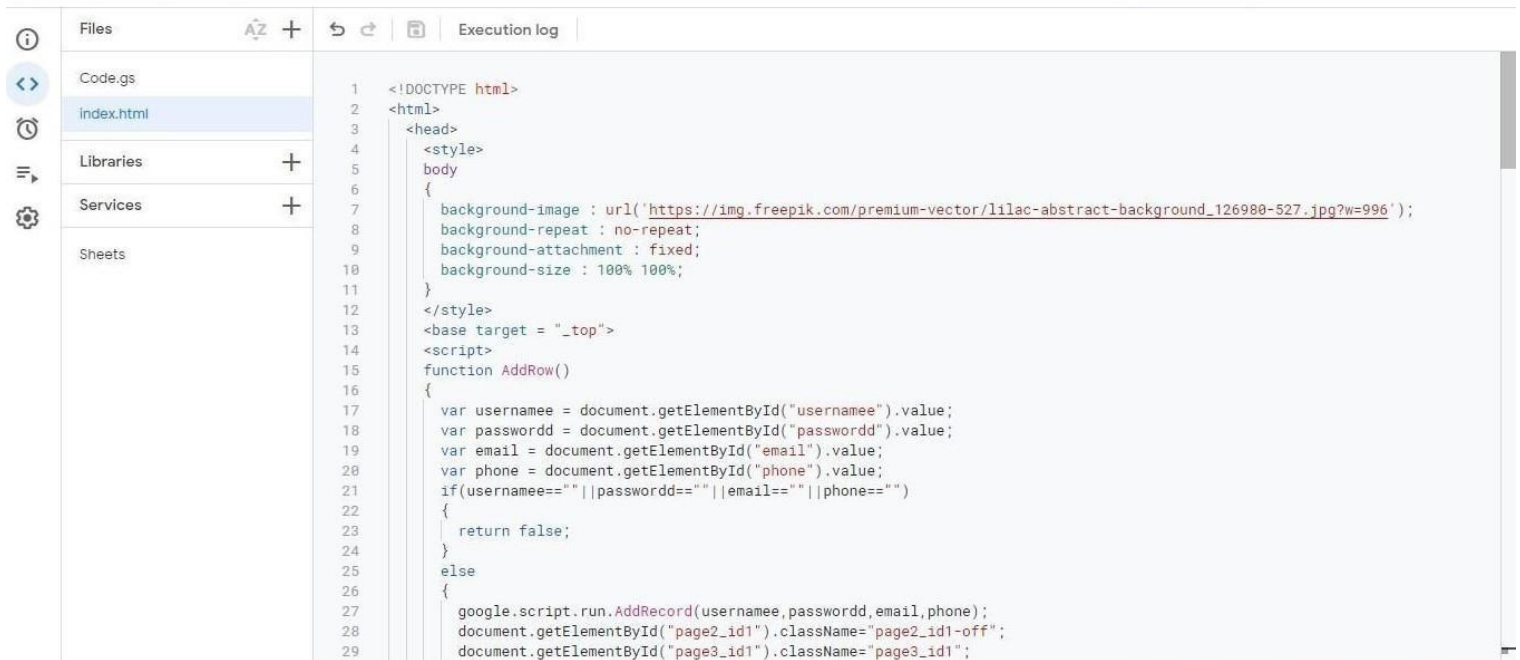 Files
AZ
Execution log
Code.gs
index.html
Libraries
Services
Sheets
1 <!DOCTYPE html>
2 <html>
3 <head>
4 <style>
5 body
6 {
7 background-image : url('https://img.freepik.com/premium-vector/lilac-abstract-background_126980-527.jpg?w=996');
8 background-repeat : no-repeat;
9 background-attachment : fixed;
10 background-size : 100% 100%;
11 }
12 </style>
13 <base target = "_top">
14 <script>
15 function AddRow()
16 {
17 var usernamee = document.getElementById("usernamee").value;
18 var passwordd = document.getElementById("passwordd").value;
19 var email = document.getElementById("email").value;
20 var phone = document.getElementById("phone").value;
21 if(usernamee==""||passwordd==""||email==""||phone=="")
22 {
23 return false;
24 }
25 else
26 {
27 google.script.run.AddRecord(usernamee,passwordd,email,phone);
28 document.getElementById("page2_id1").className="page2_id1-off";
29 document.getElementById("page3_id1").className="page3_id1";